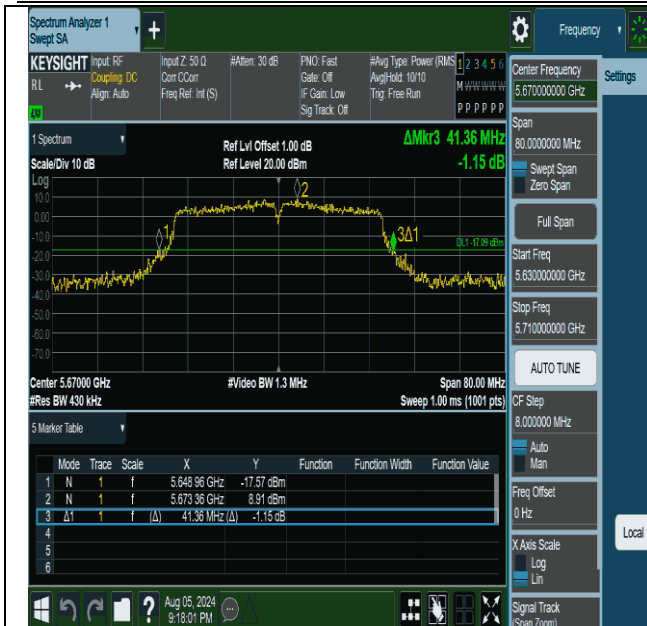 Spectrum Analyzer 1
Swept SA
+
Frequency
KEYSIGHT
RL
Input: RF
Coupling: DC
Align: Auto
Input Z: 50 Ω
Corr CCorr
Freq Ref: Int (S)
#Atten: 30 dB
PNO: Fast
Gate: Off
IF Gain: Low
Sig Track: Off
#Avg Type: Power (RMS
Avg|Hold: 10/10
Trig: Free Run
1 2 3 4 5 6
M W W W W W
P P P P P P
1 Spectrum
Scale/Div 10 dB
Ref Lvl Offset 1.00 dB
Ref Level 20.00 dBm
ΔMkr3 41.36 MHz
-1.15 dB
Log
10.0
0.00
-10.0
-20.0
-30.0
-40.0
-50.0
-60.0
-70.0
1
2
3Δ1
DL1 -17.09 dBm
Center 5.67000 GHz
#Video BW 1.3 MHz
Span 80.00 MHz
#Res BW 430 kHz
Sweep 1.00 ms (1001 pts)
5 Marker Table
Mode Trace Scale X Y Function Function Width Function Value
1 N 1 f 5.648 96 GHz -17.57 dBm
2 N 1 f 5.673 36 GHz 8.91 dBm
3 Δ1 1 f (Δ) 41.36 MHz (Δ) -1.15 dB
4
5
6
Aug 05, 2024
9:18:01 PM
Center Frequency
5.67000000 GHz
Settings
Span
80.0000000 MHz
Swept Span
Zero Span
Full Span
Start Freq
5.630000000 GHz
Stop Freq
5.710000000 GHz
AUTO TUNE
CF Step
8.000000 MHz
Auto
Man
Freq Offset
0 Hz
X Axis Scale
Log
Lin
Signal Track
(Span Zoom)
Local